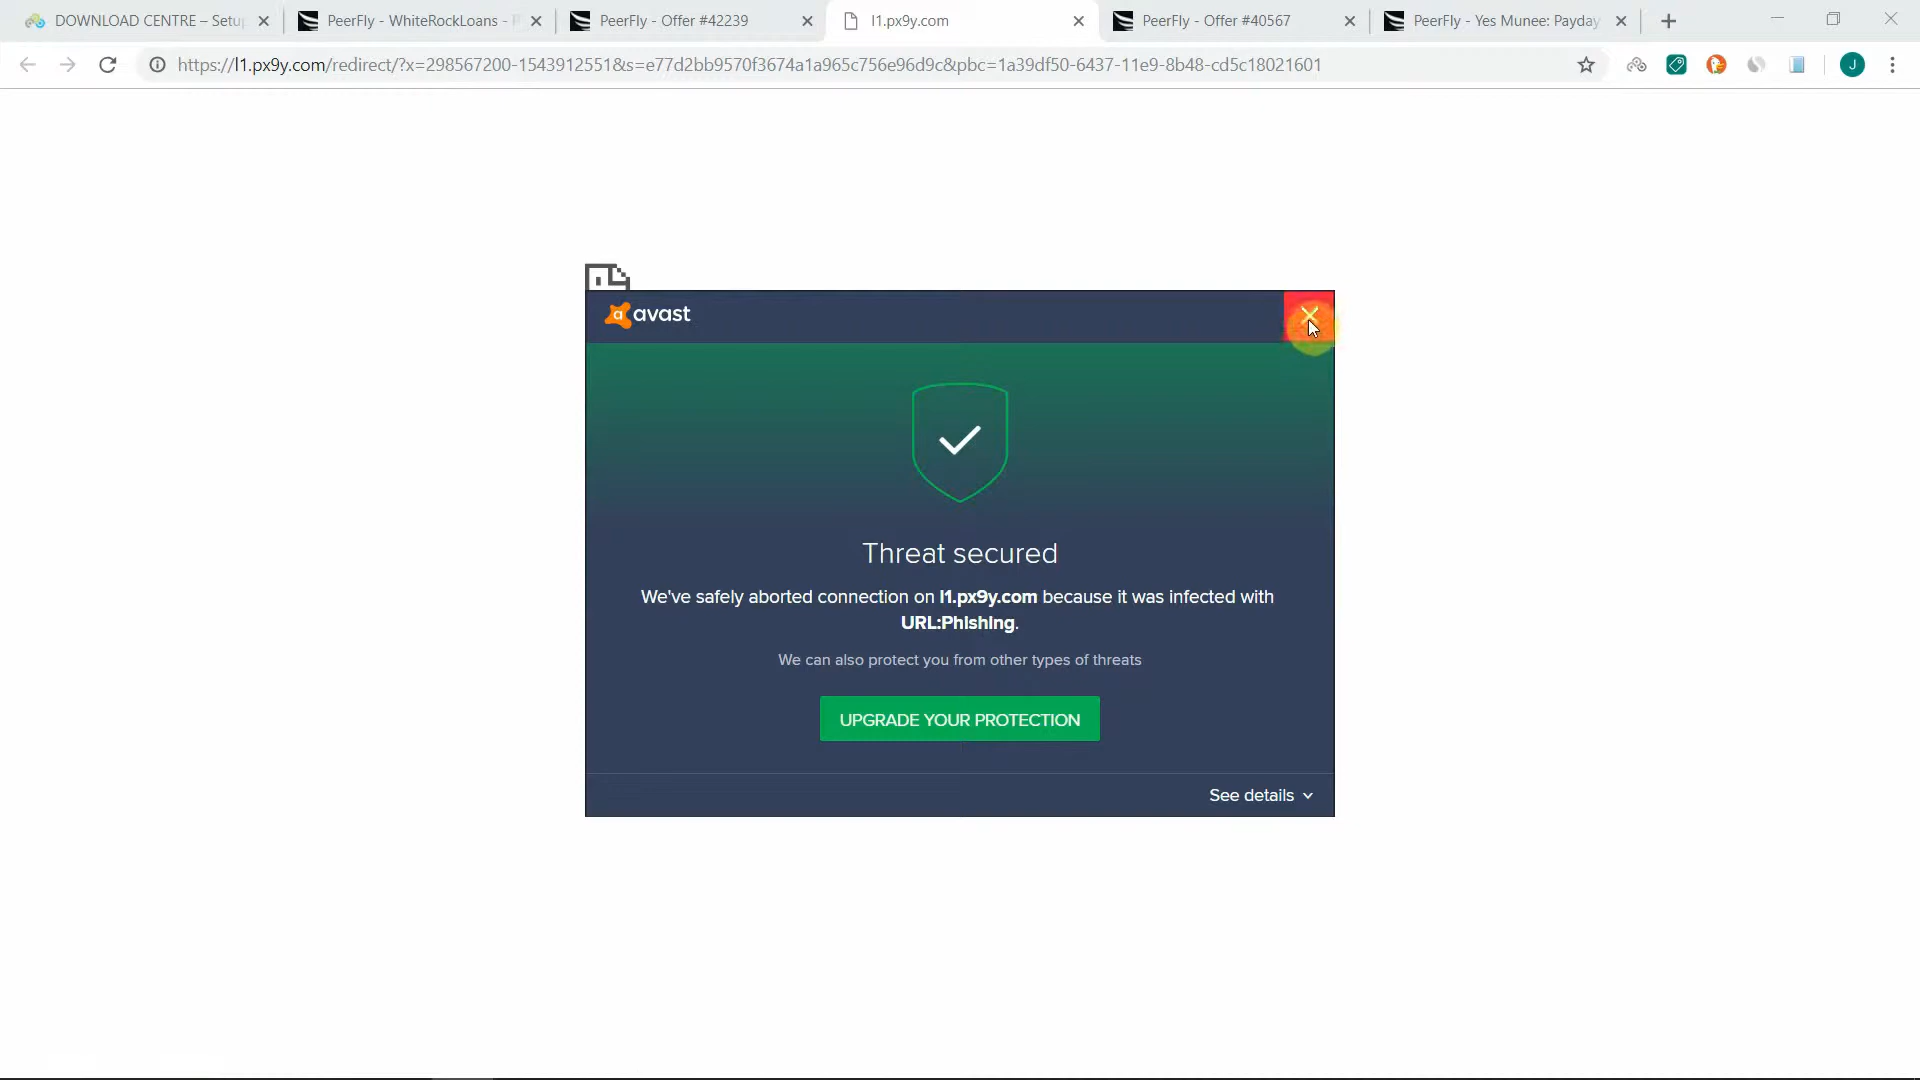 DOWNLOAD CENTRE – Setu
PeerFly - WhiteRockLoans -
PeerFly - Offer #42239
l1.px9y.com
PeerFly - Offer #40567
PeerFly - Yes Munee: Payday
https://l1.px9y.com/redirect/?x=298567200-1543912551&s=e77d2bb9570f3674a1a965c756e96d9c&pbc=1a39df50-6437-11e9-8b48-cd5c18021601
J
avast
Threat secured
We've safely aborted connection on l1.px9y.com because it was infected with
URL:Phishing.
We can also protect you from other types of threats
UPGRADE YOUR PROTECTION
See details